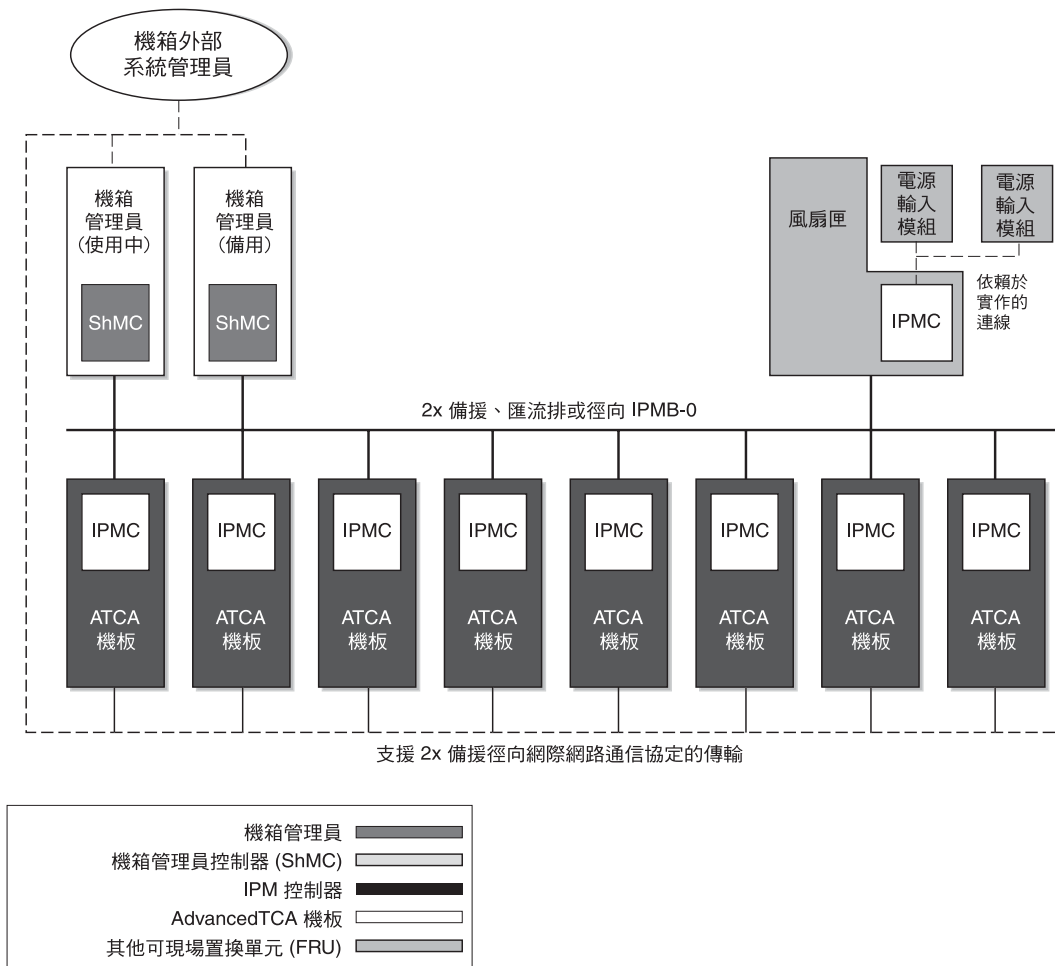 機箱外部
系統管理員
機箱
管理員
(使用中)
ShMC
機箱
管理員
(備用)
ShMC
風扇匣
電源
輸入
模組
電源
輸入
模組
依賴於
實作的
連線
IPMC
2x 備援、匯流排或徑向 IPMB-0
IPMC
ATCA
機板
IPMC
ATCA
機板
IPMC
ATCA
機板
IPMC
ATCA
機板
IPMC
ATCA
機板
IPMC
ATCA
機板
IPMC
ATCA
機板
IPMC
ATCA
機板
支援 2x 備援徑向網際網路通信協定的傳輸
機箱管理員
機箱管理員控制器 (ShMC)
IPM 控制器
AdvancedTCA 機板
其他可現場置換單元 (FRU)